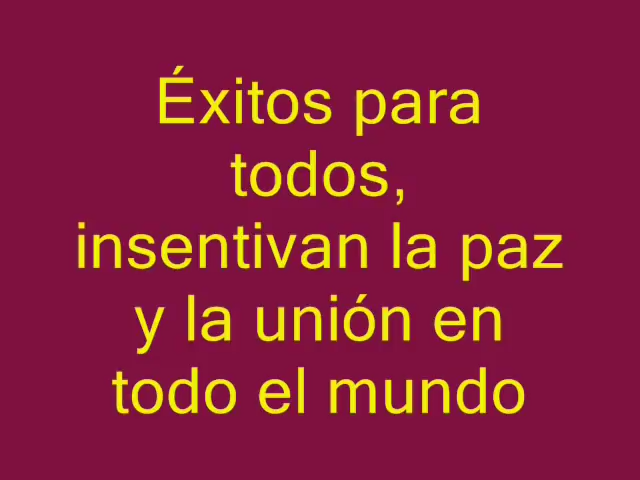 Éxitos para
todos,
insentivan la paz
y la unión en
todo el mundo